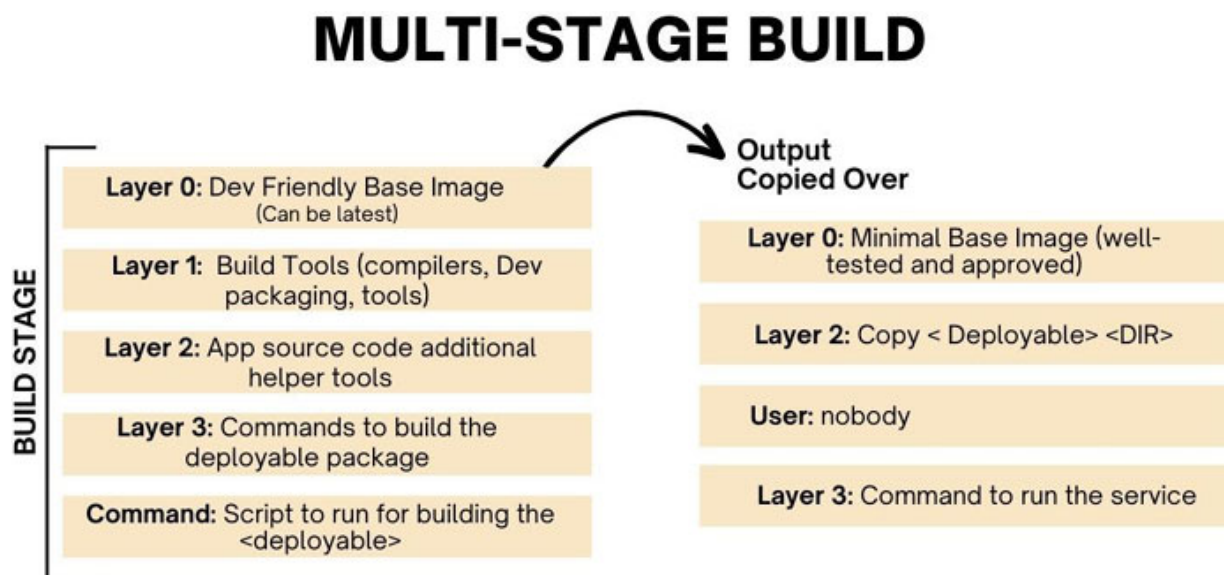 MULTI-STAGE BUILD
Output
Copied Over
BUILD STAGE
Layer 0: Dev Friendly Base Image
(Can be latest)
Layer 1: Build Tools (compilers, Dev
packaging, tools)
Layer 2: App source code additional
helper tools
Layer 3: Commands to build the
deployable package
Command: Script to run for building the
<deployable>
Layer 0: Minimal Base Image (well-
tested and approved)
Layer 2: Copy < Deployable> <DIR>
User: nobody
Layer 3: Command to run the service